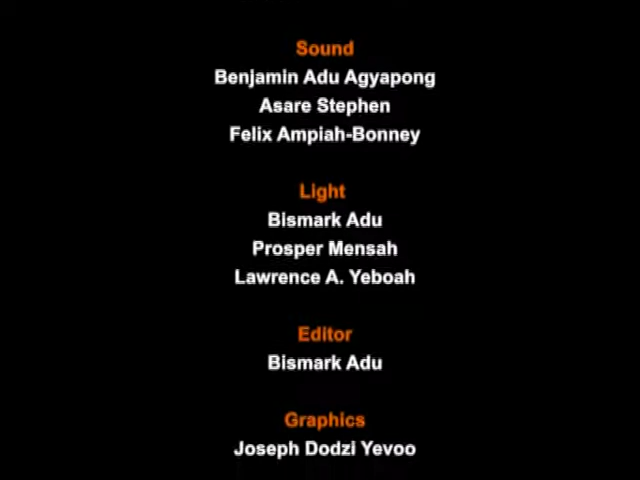 Sound
Benjamin Adu Agyapong
Asare Stephen
Felix Ampiah-Bonney
Light
Bismark Adu
Prosper Mensah
Lawrence A. Yeboah
Editor
Bismark Adu
Graphics
Joseph Dodzi Yevoo